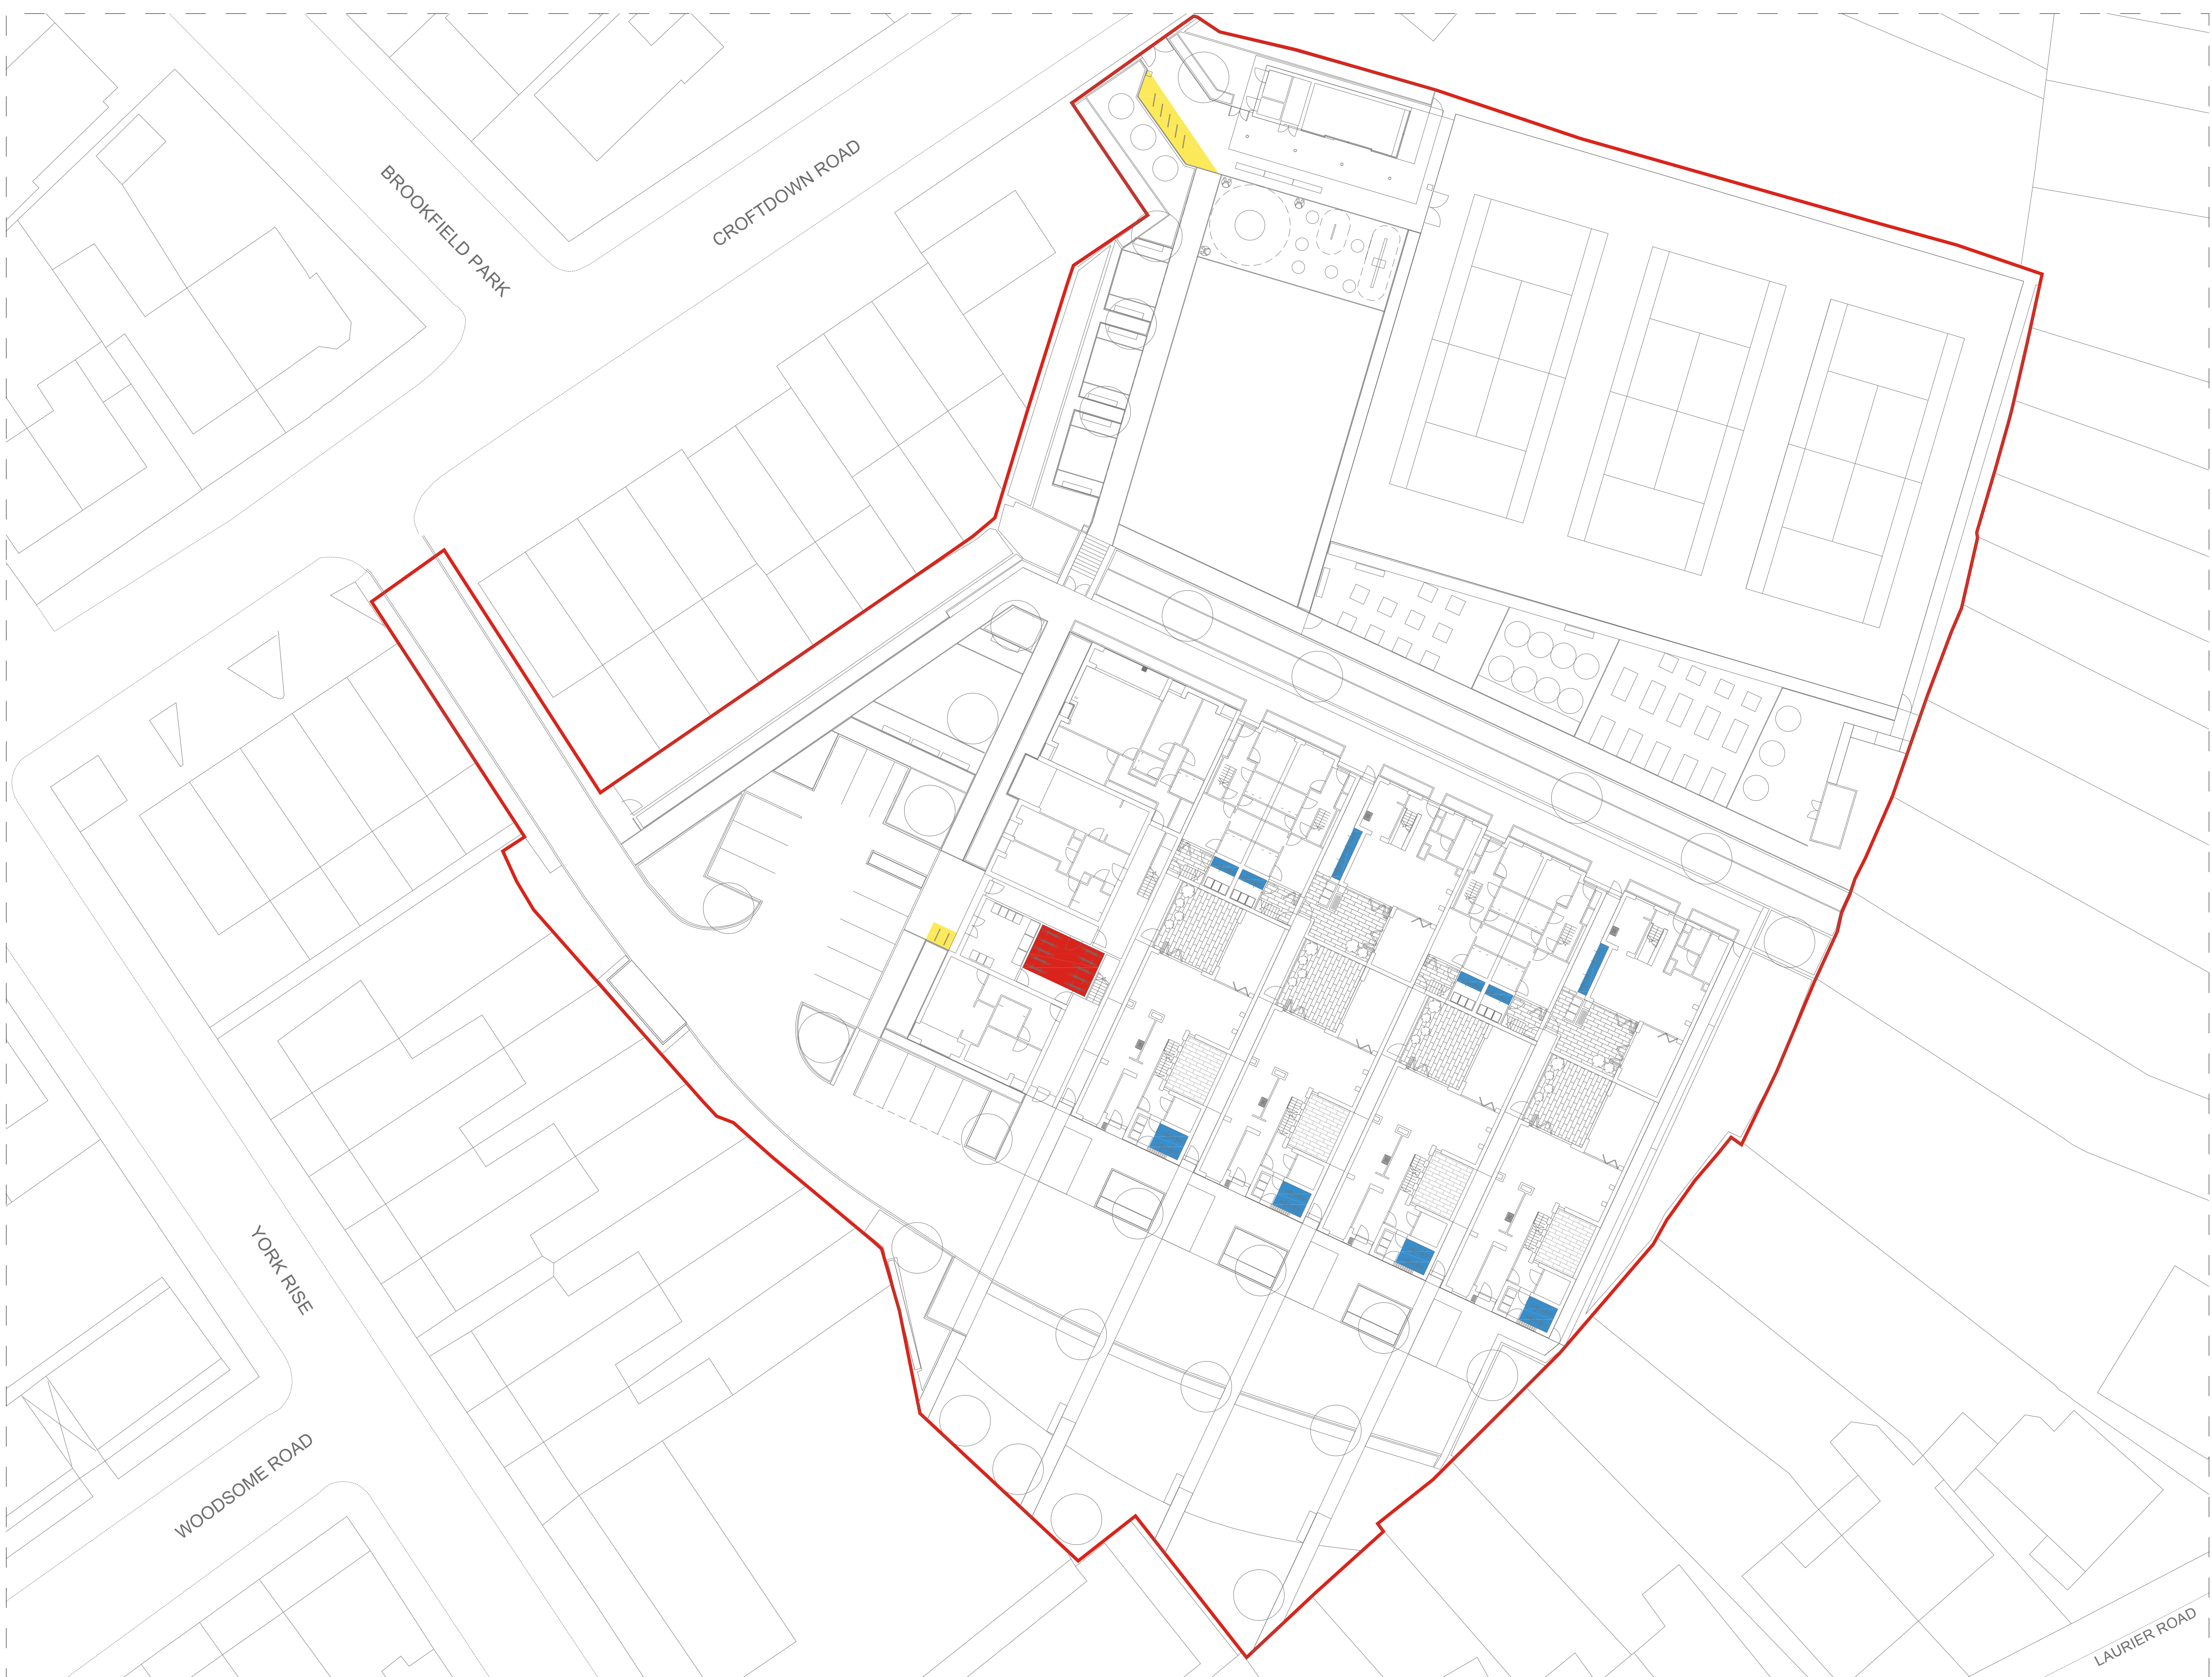 BROOKFIELD PARK
CROFTDOWN ROAD
YORK RISE
WOODSOME ROAD
LAURIER ROAD